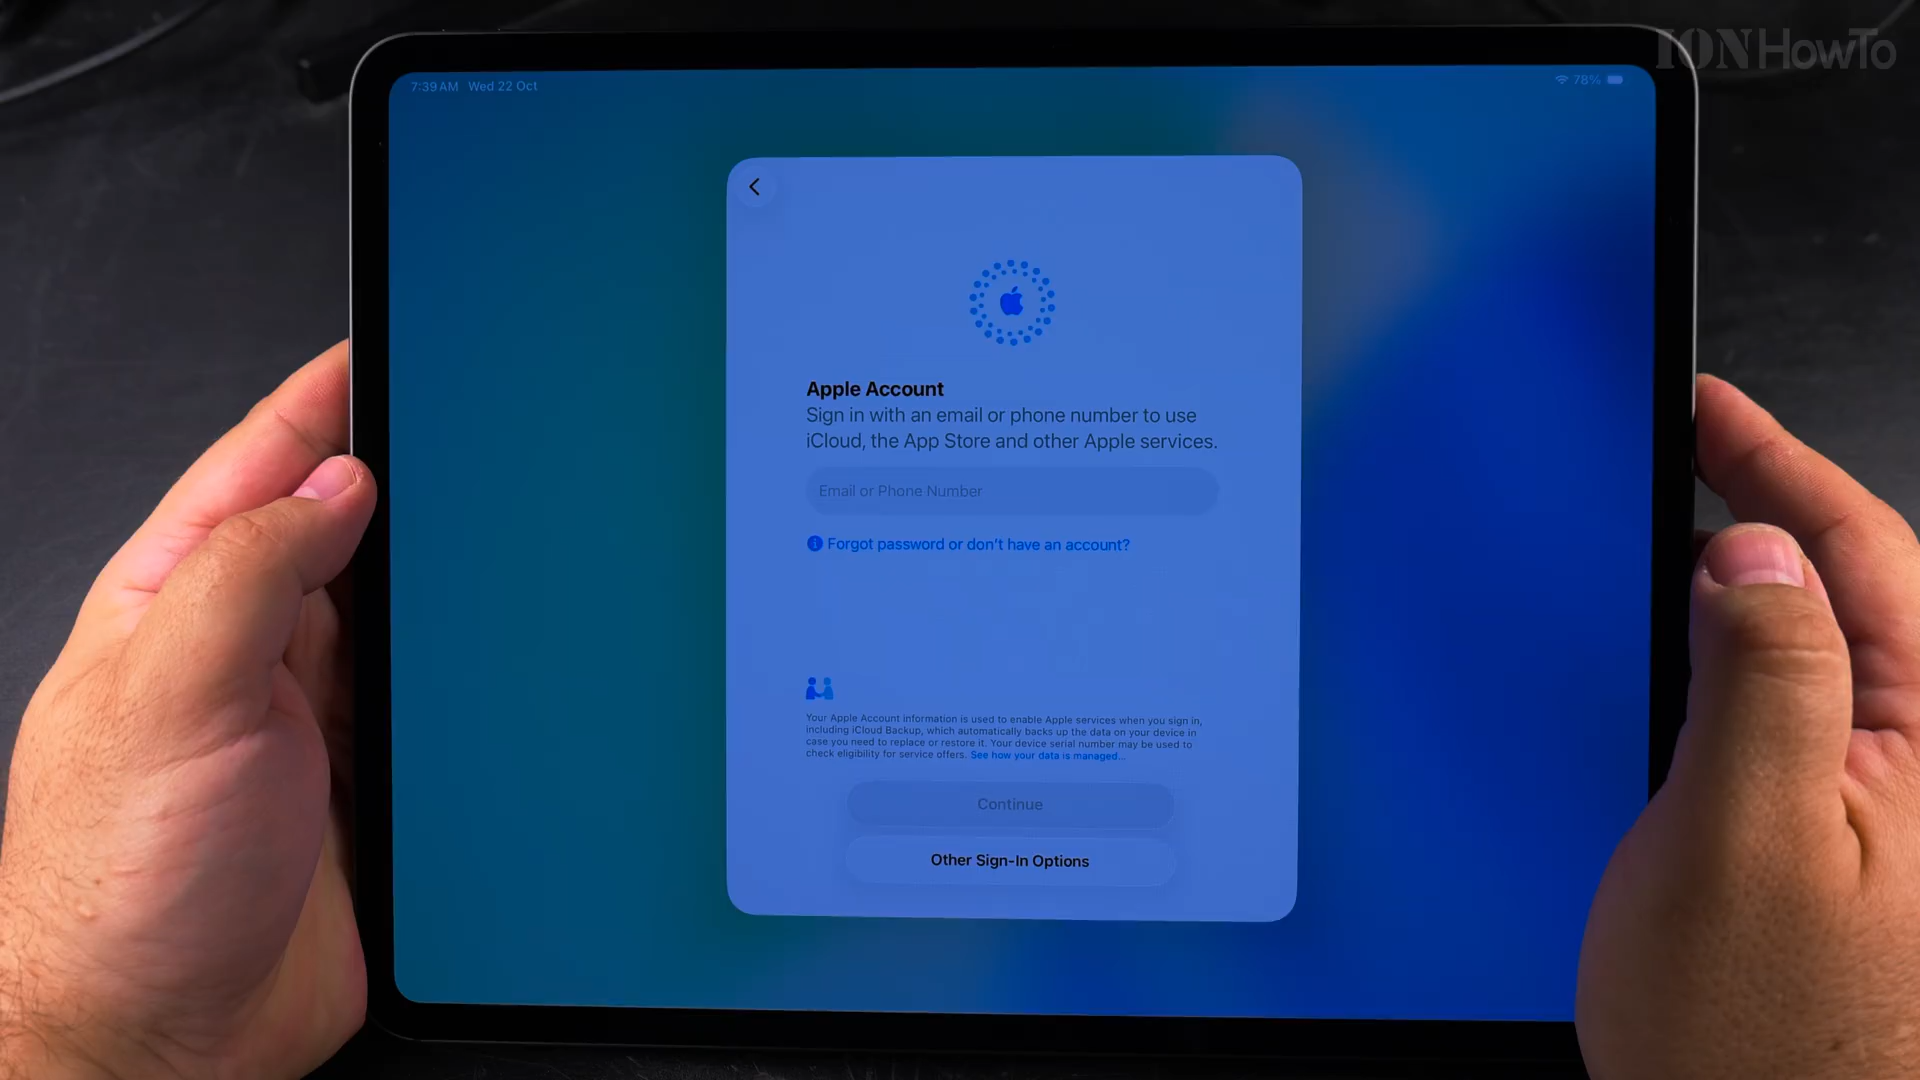 IONHowTo
7:39 AM Wed 22 Oct
78%
Apple Account
Sign in with an email or phone number to use
iCloud, the App Store and other Apple services.
Email or Phone Number
Forgot password or don't have an account?
Your Apple Account information is used to enable Apple services when you sign in,
including iCloud Backup, which automatically backs up the data on your device in
case you need to replace or restore it. Your device serial number may be used to
check eligibility for service offers. See how your data is managed...
Continue
Other Sign-In Options